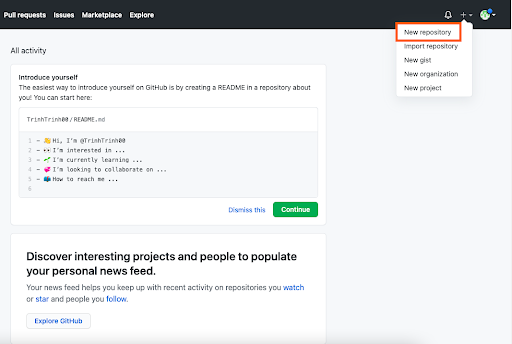 Pull requests Issues Marketplace Explore
New repository
Import repository
New gist
New organization
New project
All activity
Introduce yourself
The easiest way to introduce yourself on GitHub is by creating a README in a repository about
you! You can start here:
TrinhTrinh00/README.md
1 - 👋 Hi, I'm @TrinhTrinh00
2 - 👀 I'm interested in ...
3 - 🌱 I'm currently learning ...
4 - 💞️ I'm looking to collaborate on ...
5 - 📫 How to reach me ...
6
Dismiss this Continue
Discover interesting projects and people to populate
your personal news feed.
Your news feed helps you keep up with recent activity on repositories you watch
or star and people you follow.
Explore GitHub